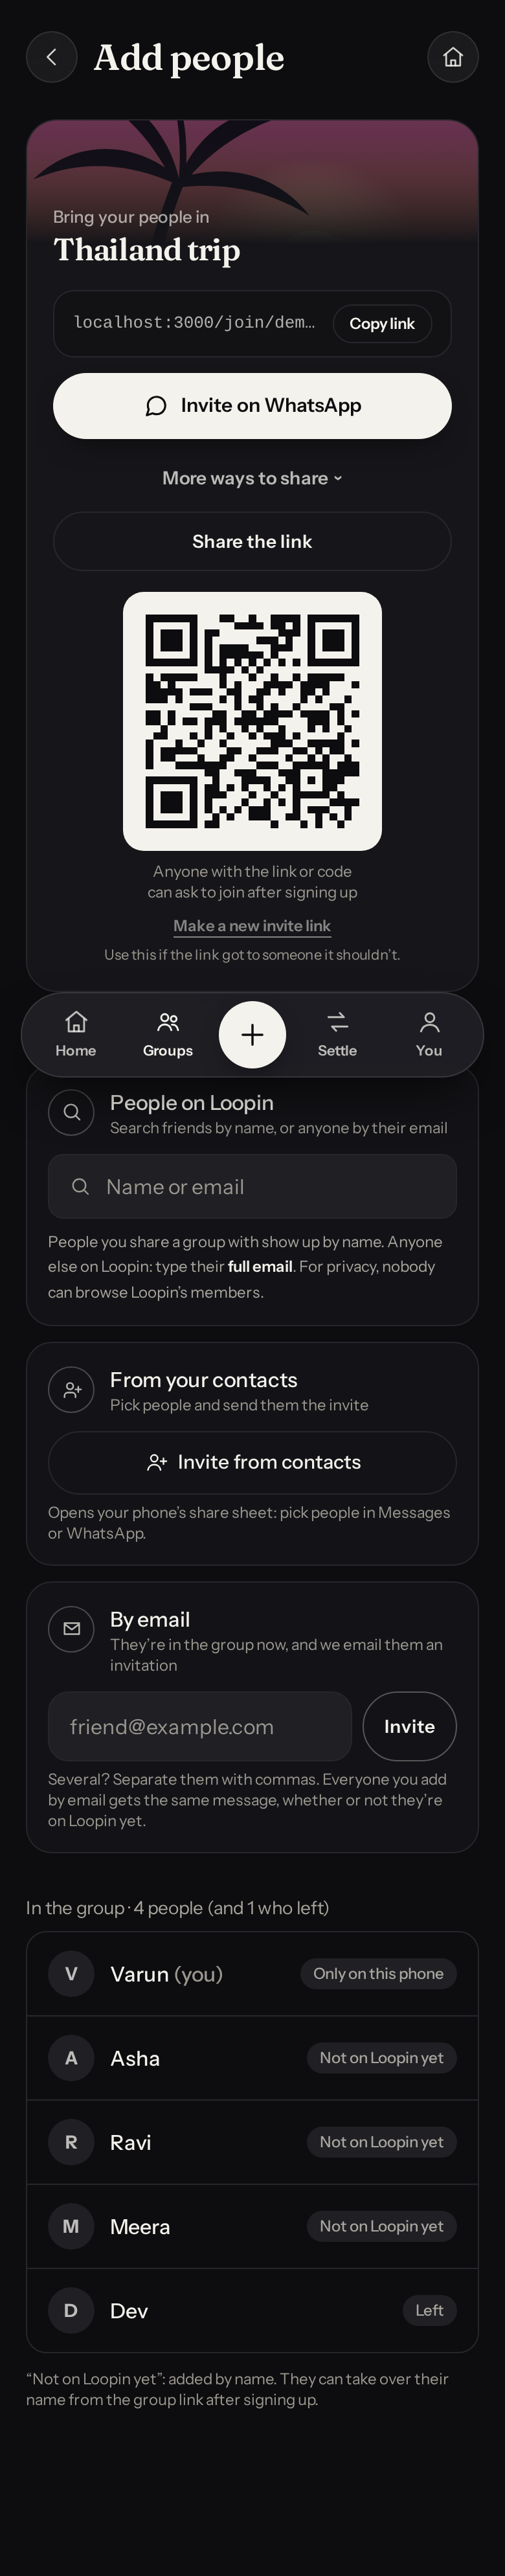 Add people
Bring your people in
Thailand trip
localhost:3000/join/dem…
Copy link
Invite on WhatsApp
More ways to share
Share the link
Anyone with the link or code
can ask to join after signing up
Make a new invite link
Use this if the link got to someone it shouldn’t.
Home
Groups
Settle
You
People on Loopin
Search friends by name, or anyone by their email
Name or email
People you share a group with show up by name. Anyone
else on Loopin: type their full email. For privacy, nobody
can browse Loopin’s members.
From your contacts
Pick people and send them the invite
Invite from contacts
Opens your phone’s share sheet: pick people in Messages
or WhatsApp.
By email
They’re in the group now, and we email them an
invitation
friend@example.com
Invite
Several? Separate them with commas. Everyone you add
by email gets the same message, whether or not they’re
on Loopin yet.
In the group · 4 people (and 1 who left)
V
Varun (you)
Only on this phone
A
Asha
Not on Loopin yet
R
Ravi
Not on Loopin yet
M
Meera
Not on Loopin yet
D
Dev
Left
“Not on Loopin yet”: added by name. They can take over their
name from the group link after signing up.